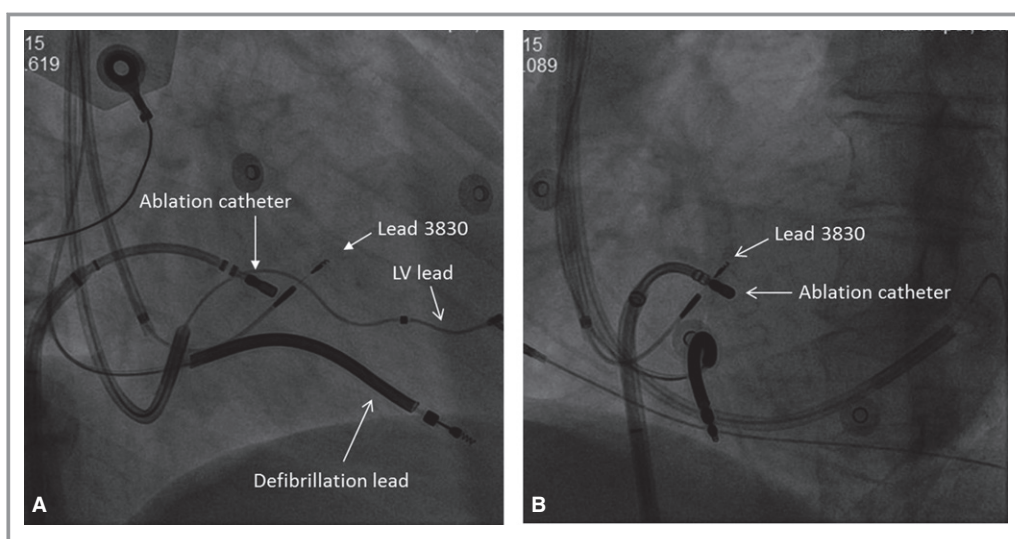 15
.619
Ablation catheter
Lead 3830
LV lead
Defibrillation lead
A
15
.089
Lead 3830
Ablation catheter
B